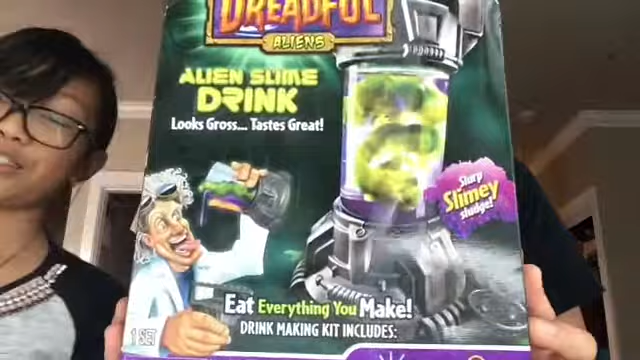 DREADFUL
ALIENS
ALIEN SLIME
DRINK
Looks Gross... Tastes Great!
Slurp
Slimey
sludge!
Eat Everything You Make!
1 SET
DRINK MAKING KIT INCLUDES: